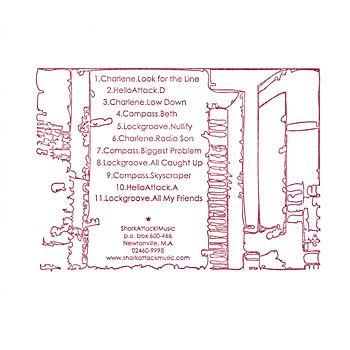 1.Charlene.Look for the Line
2.HelloAttack.D
3.Charlene.Low Down
4.Compass.Beth
5.Lockgroove.Nullify
6.Charlene.Radio Son
7.Compass.Biggest Problem
8.Lockgroove.All Caught Up
9.Compass.Skyscraper
10.HelloAttack.A
11.Lockgroove.All My Friends
★
SharkAttack!Music
p.o. box 600-466
Newtonville, M.A
02460-9998
www.sharkattackmusic.com